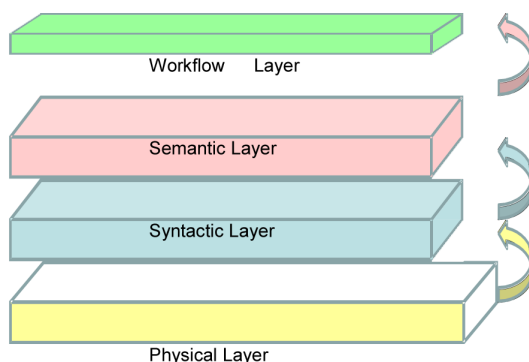 Workflow Layer
Semantic Layer
Syntactic Layer
Physical Layer